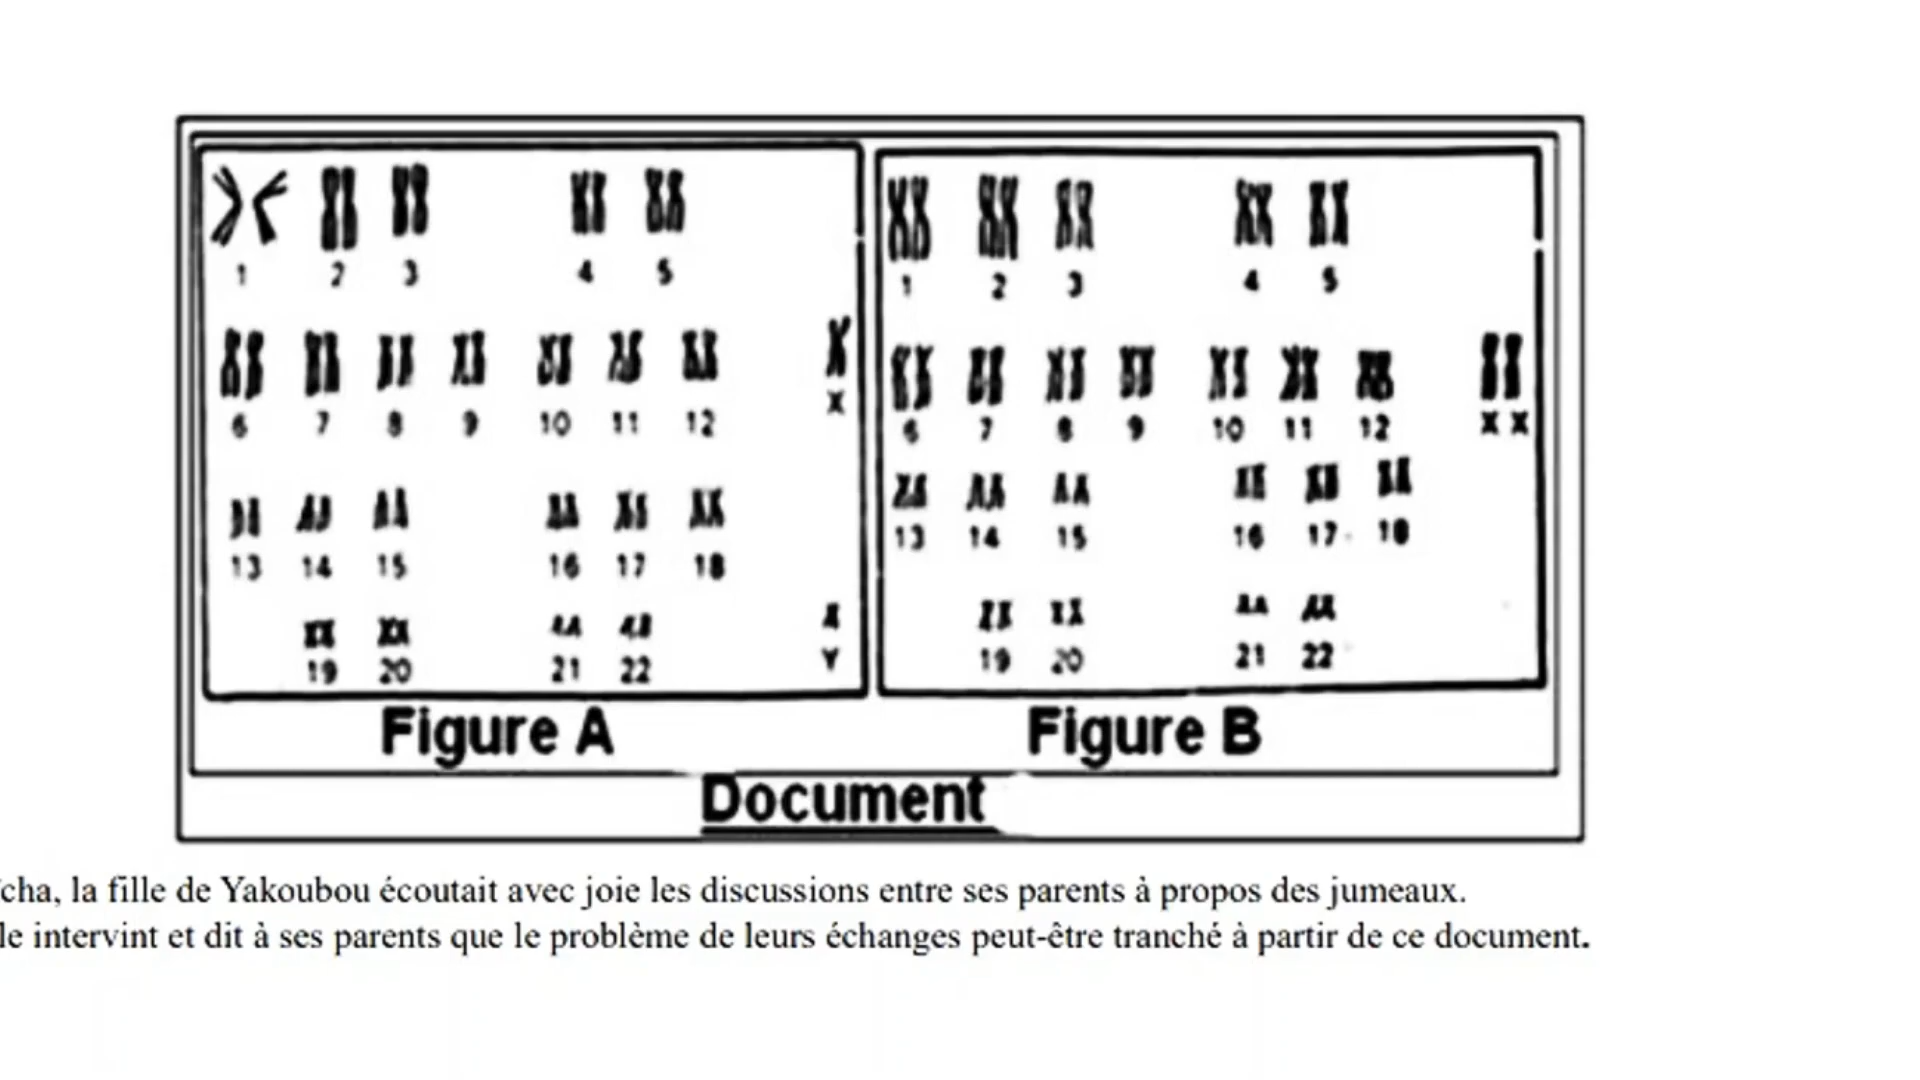 1 2 3 4 5 1 2 3 4 5
6 7 8 9 10 11 12 X 6 7 8 9 10 11 12 X X
13 14 15 16 17 18 13 14 15 16 17 18
19 20 21 22 Y 19 20 21 22
Figure A Figure B
Document
la fille de Yakoubou écoutait avec joie les discussions entre ses parents à propos des jumeaux.
intervint et dit à ses parents que le problème de leurs échanges peut-être tranché à partir de ce document.